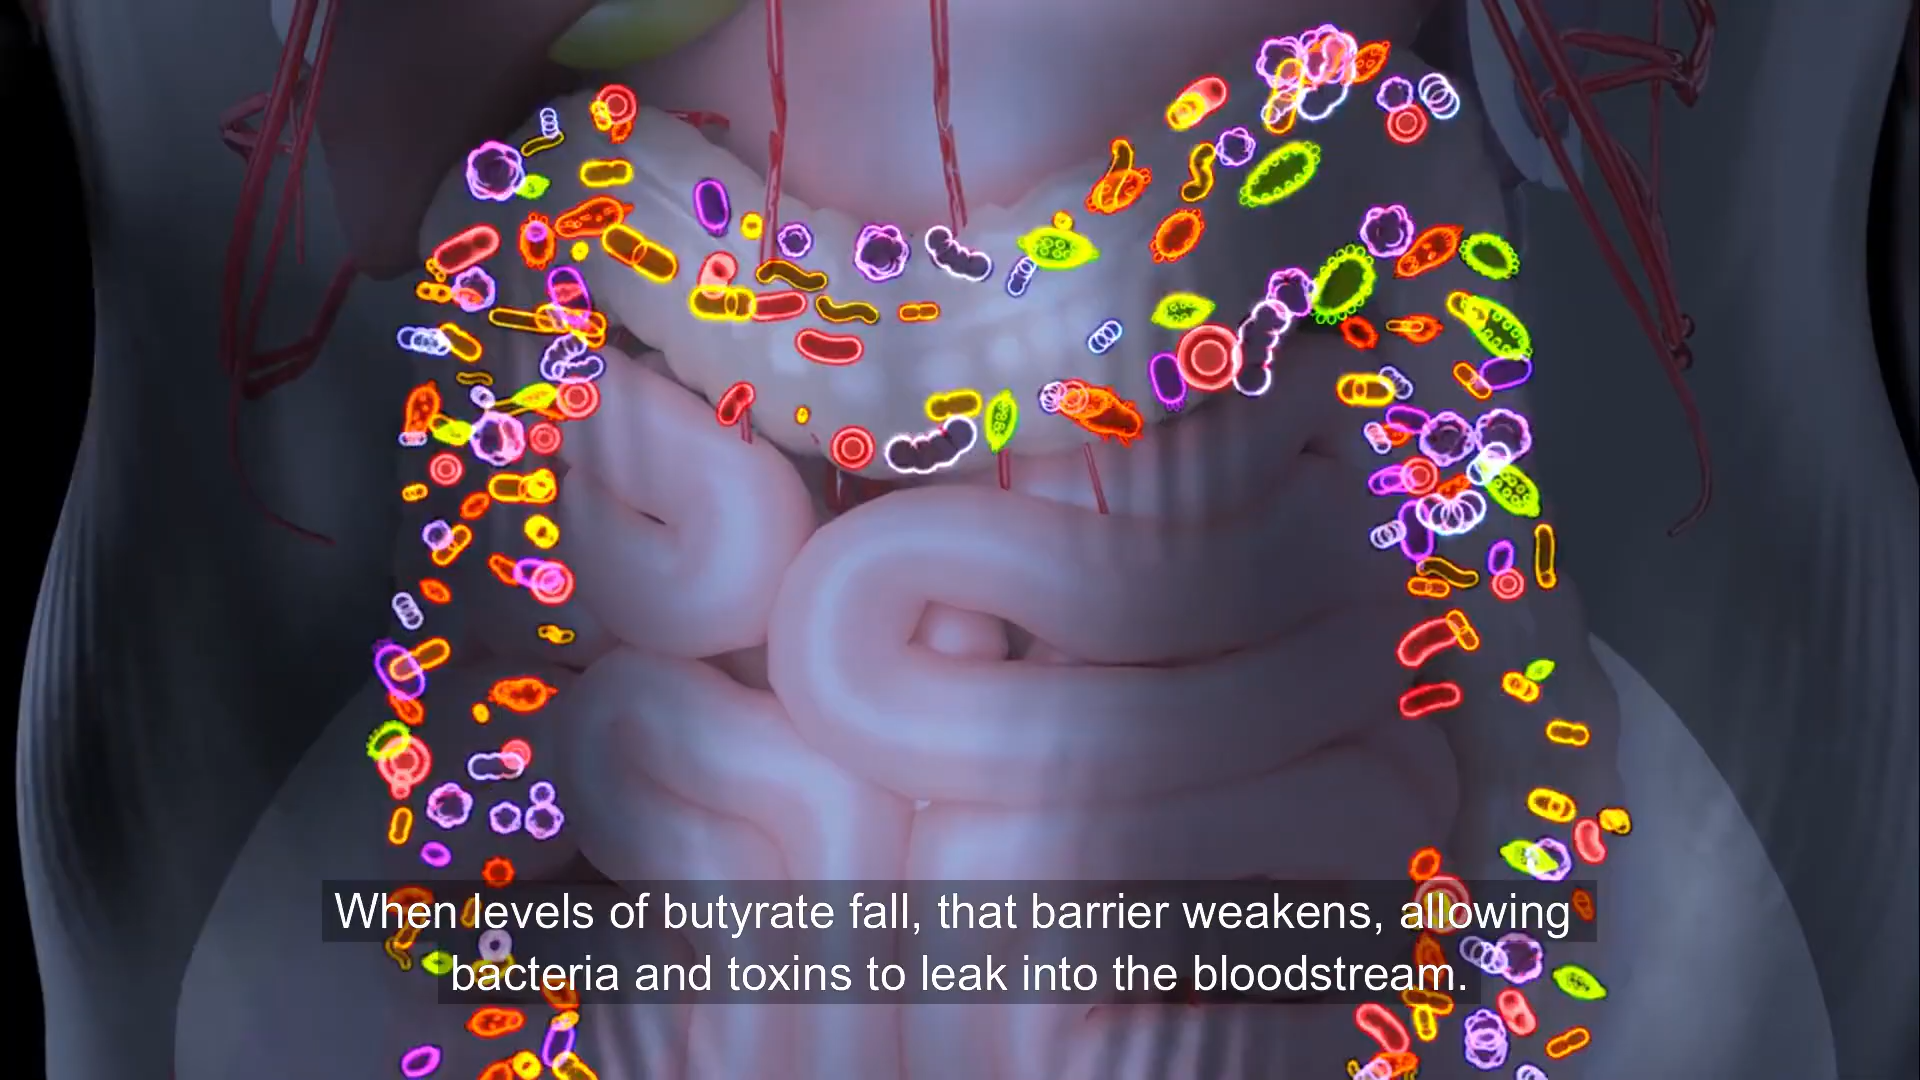 When levels of butyrate fall, that barrier weakens, allowing
bacteria and toxins to leak into the bloodstream.